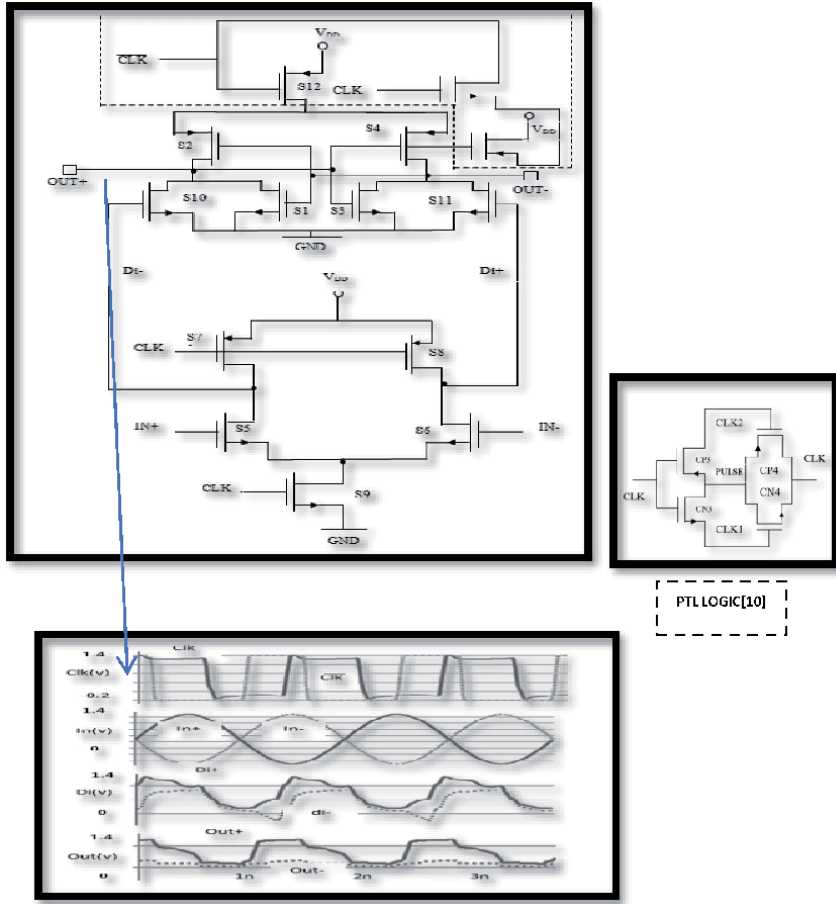 V_DD
CLK
S12
CLK
S4
S2
V_DD
OUT+
OUT-
S10
S1
S3
S11
GND
Di-
Di+
V_DD
S7
CLK
S8
IN+
S5
S6
IN-
CLK
S9
GND
CLK2
CP3
PULSE
CP4
CLK
CLK
CN4
CN3
CLK1
PTL LOGIC[10]
Clk
1.4
Clk(v)
Clk
0.2
1.4
In(v)
In+
In-
0
Di+
1.4
Di(v)
0
di-
Out+
1.4
Out(v)
Out-
0
1n
2n
3n